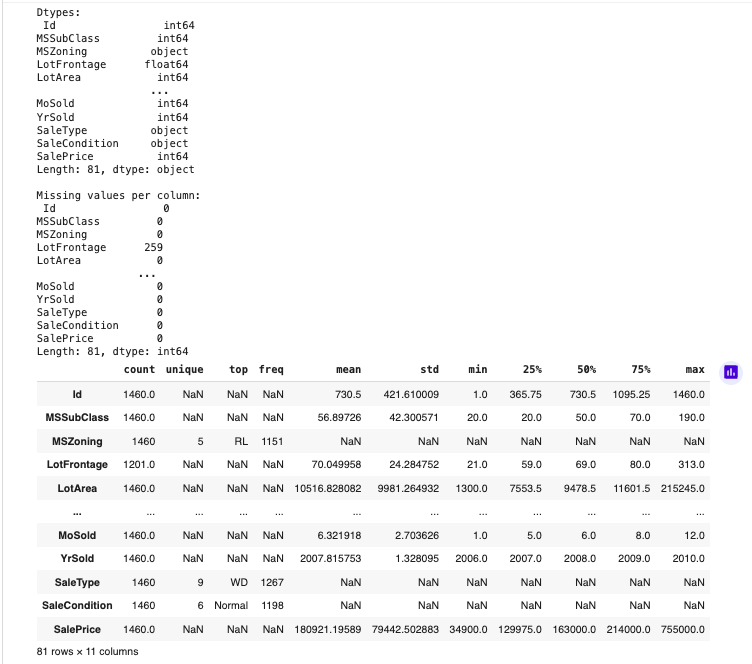 Dtypes:
Id int64
MSSubClass int64
MSZoning object
LotFrontage float64
LotArea int64
...
MoSold int64
YrSold int64
SaleType object
SaleCondition object
SalePrice int64
Length: 81, dtype: object
Missing values per column:
Id 0
MSSubClass 0
MSZoning 0
LotFrontage 259
LotArea 0
...
MoSold 0
YrSold 0
SaleType 0
SaleCondition 0
SalePrice 0
Length: 81, dtype: int64
count unique top freq mean std min 25% 50% 75% max
Id 1460.0 NaN NaN NaN 730.5 421.610009 1.0 365.75 730.5 1095.25 1460.0
MSSubClass 1460.0 NaN NaN NaN 56.89726 42.300571 20.0 20.0 50.0 70.0 190.0
MSZoning 1460 5 RL 1151 NaN NaN NaN NaN NaN NaN NaN
LotFrontage 1201.0 NaN NaN NaN 70.049958 24.284752 21.0 59.0 69.0 80.0 313.0
LotArea 1460.0 NaN NaN NaN 10516.828082 9981.264932 1300.0 7553.5 9478.5 11601.5 215245.0
... ... ... ... ... ... ... ... ... ... ... ...
MoSold 1460.0 NaN NaN NaN 6.321918 2.703626 1.0 5.0 6.0 8.0 12.0
YrSold 1460.0 NaN NaN NaN 2007.815753 1.328095 2006.0 2007.0 2008.0 2009.0 2010.0
SaleType 1460 9 WD 1267 NaN NaN NaN NaN NaN NaN NaN
SaleCondition 1460 6 Normal 1198 NaN NaN NaN NaN NaN NaN NaN
SalePrice 1460.0 NaN NaN NaN 180921.19589 79442.502883 34900.0 129975.0 163000.0 214000.0 755000.0
81 rows × 11 columns